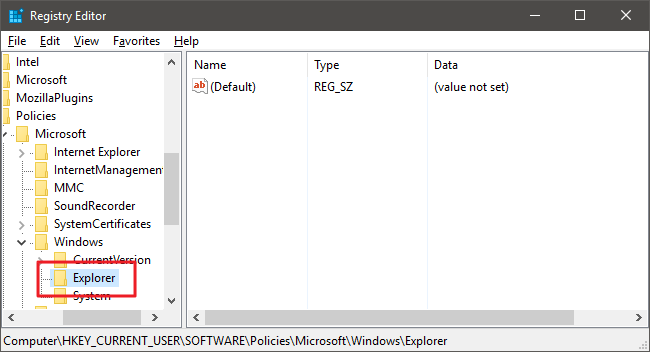 Registry Editor
File Edit View Favorites Help
Intel
Microsoft
MozillaPlugins
Policies
Microsoft
Internet Explorer
InternetManagement
MMC
SoundRecorder
SystemCertificates
Windows
CurrentVersion
Explorer
System
Name Type Data
ab (Default) REG_SZ (value not set)
Computer\HKEY_CURRENT_USER\SOFTWARE\Policies\Microsoft\Windows\Explorer